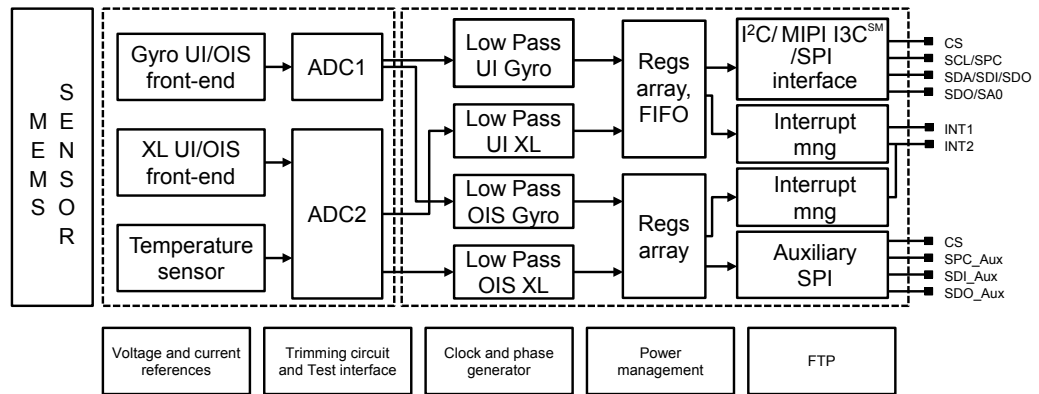 MEMS
SENSOR
Gyro UI/OIS
front-end
XL UI/OIS
front-end
Temperature
sensor
ADC1
ADC2
Low Pass
UI Gyro
Low Pass
UI XL
Low Pass
OIS Gyro
Low Pass
OIS XL
Regs
array,
FIFO
Regs
array
I²C/ MIPI I3C℠
/SPI
interface
Interrupt
mng
Interrupt
mng
Auxiliary
SPI
CS
SCL/SPC
SDA/SDI/SDO
SDO/SA0
INT1
INT2
CS
SPC_Aux
SDI_Aux
SDO_Aux
Voltage and current
references
Trimming circuit
and Test interface
Clock and phase
generator
Power
management
FTP